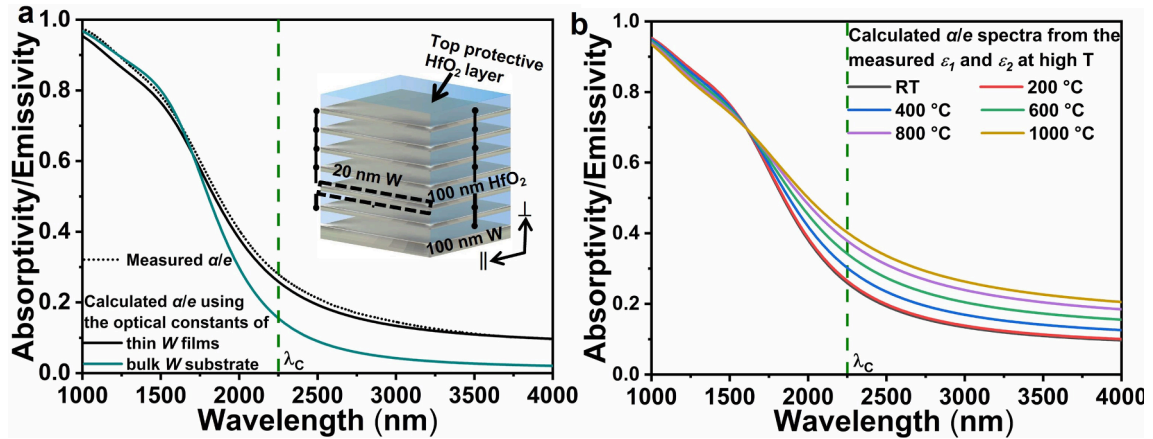 a
1.0
0.8
0.6
0.4
0.2
0.0
Absorptivity/Emissivity
Top protective
HfO2 layer
20 nm W
100 nm HfO2
100 nm W
||
⊥
Measured α/e
Calculated α/e using
the optical constants of
thin W films
bulk W substrate
λC
1000 1500 2000 2500 3000 3500 4000
Wavelength (nm)
b
1.0
0.8
0.6
0.4
0.2
0.0
Absorptivity/Emissivity
Calculated α/e spectra from the
measured ε1 and ε2 at high T
RT 200 °C
400 °C 600 °C
800 °C 1000 °C
λC
1000 1500 2000 2500 3000 3500 4000
Wavelength (nm)